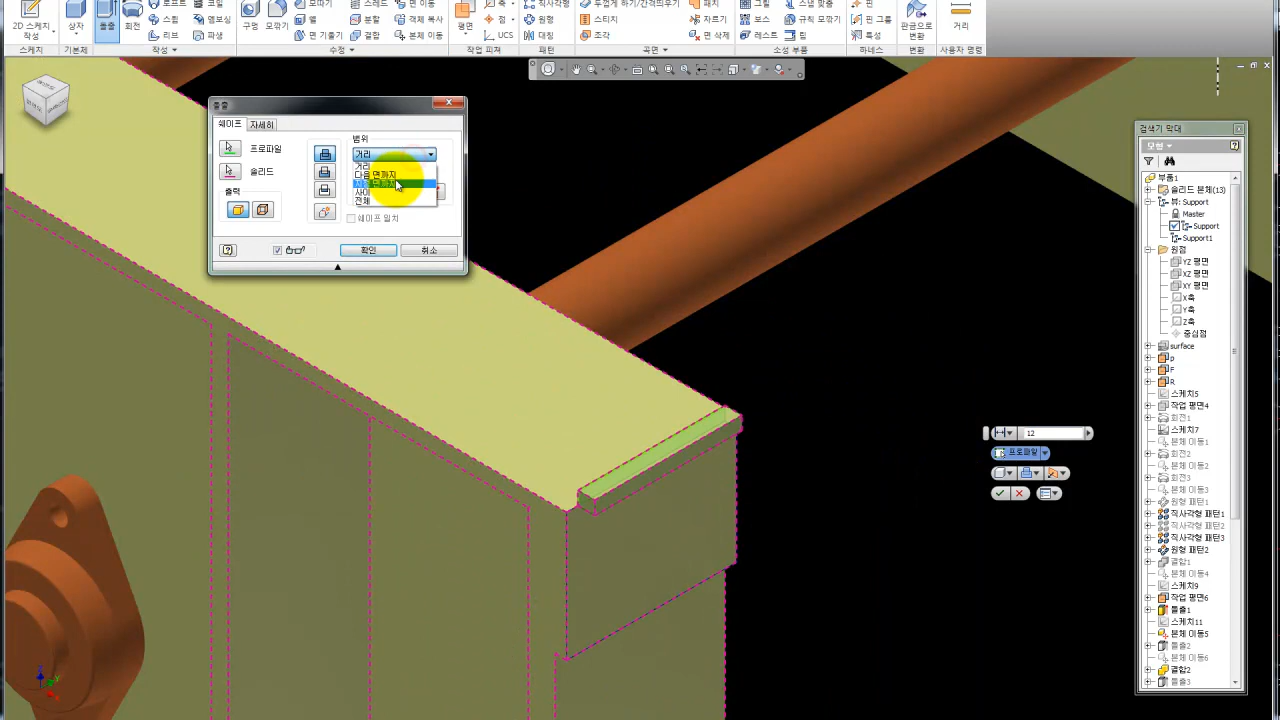 2D 스케치 작성
상자
돌출
회전
로프트
스윕
리브
코일
엠보싱
파생
구멍
모깎기
모따기
쉘
면 기울기
스레드
분할
결합
면 이동
객체 복사
본체 이동
평면
축
점
UCS
직사각형
원형
대칭
두껍게 하기/간격띄우기
스티치
조각
자르기
면 삭제
그릴
보스
레스트
스냅 맞춤
규칙 모깎기
립
핀
핀 그룹
특성
판금으로 변환
거리
스케치
기본체
작성
수정
작업 피쳐
패턴
곡면
소성 부품
하네스
변환
사용자 명령
돌출
쉐이프
자세히
프로파일
솔리드
출력
범위
거리
거리
다음 면까지
지정 면까지
전체
쉐이프 일치
확인
취소
12
프로파일
검색기 막대
모형
부품1
솔리드 본체(13)
뷰: Support
Master
Support
Support1
원점
YZ 평면
XZ 평면
XY 평면
X축
Y축
Z축
중심점
surface
p
F
R
스케치5
작업 평면4
회전1
스케치7
본체 이동1
회전2
본체 이동2
회전3
본체 이동3
원형 패턴1
직사각형 패턴1
직사각형 패턴2
직사각형 패턴3
원형 패턴2
결합1
본체 이동4
스케치9
작업 평면6
돌출1
스케치11
본체 이동5
돌출2
본체 이동6
결합2
돌출3